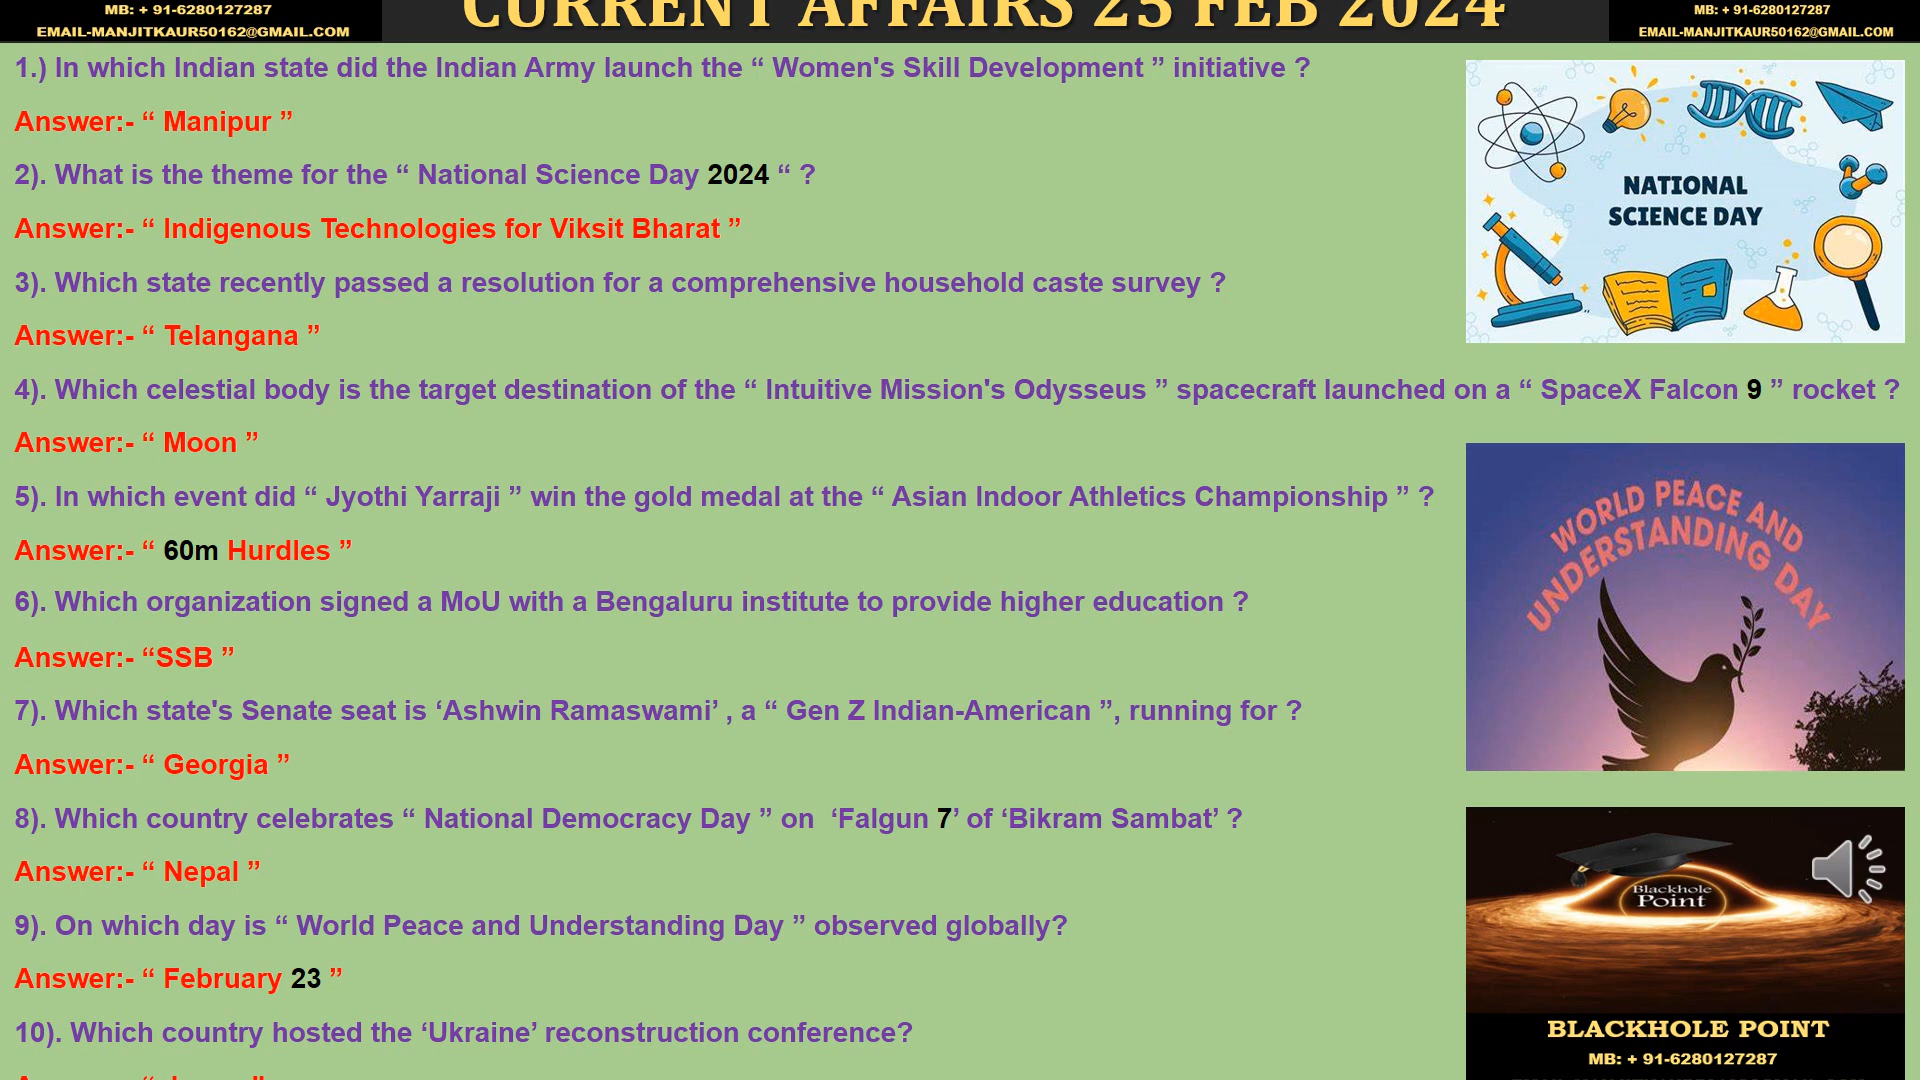 MB: + 91-6280127287
EMAIL-MANJITKAUR50162@GMAIL.COM
CURRENT AFFAIRS 25 FEB 2024
MB: + 91-6280127287
EMAIL-MANJITKAUR50162@GMAIL.COM
1.) In which Indian state did the Indian Army launch the “ Women's Skill Development ” initiative ?
Answer:- “ Manipur ”
2). What is the theme for the “ National Science Day 2024 “ ?
Answer:- “ Indigenous Technologies for Viksit Bharat ”
3). Which state recently passed a resolution for a comprehensive household caste survey ?
Answer:- “ Telangana ”
4). Which celestial body is the target destination of the “ Intuitive Mission's Odysseus ” spacecraft launched on a “ SpaceX Falcon 9 ” rocket ?
Answer:- “ Moon ”
5). In which event did “ Jyothi Yarraji ” win the gold medal at the “ Asian Indoor Athletics Championship ” ?
Answer:- “ 60m Hurdles ”
6). Which organization signed a MoU with a Bengaluru institute to provide higher education ?
Answer:- “SSB ”
7). Which state's Senate seat is ‘Ashwin Ramaswami’ , a “ Gen Z Indian-American ”, running for ?
Answer:- “ Georgia ”
8). Which country celebrates “ National Democracy Day ” on ‘Falgun 7’ of ‘Bikram Sambat’ ?
Answer:- “ Nepal ”
9). On which day is “ World Peace and Understanding Day ” observed globally?
Answer:- “ February 23 ”
10). Which country hosted the ‘Ukraine’ reconstruction conference?
NATIONAL
SCIENCE DAY
WORLD PEACE AND
UNDERSTANDING DAY
Blackhole
Point
BLACKHOLE POINT
MB: + 91-6280127287